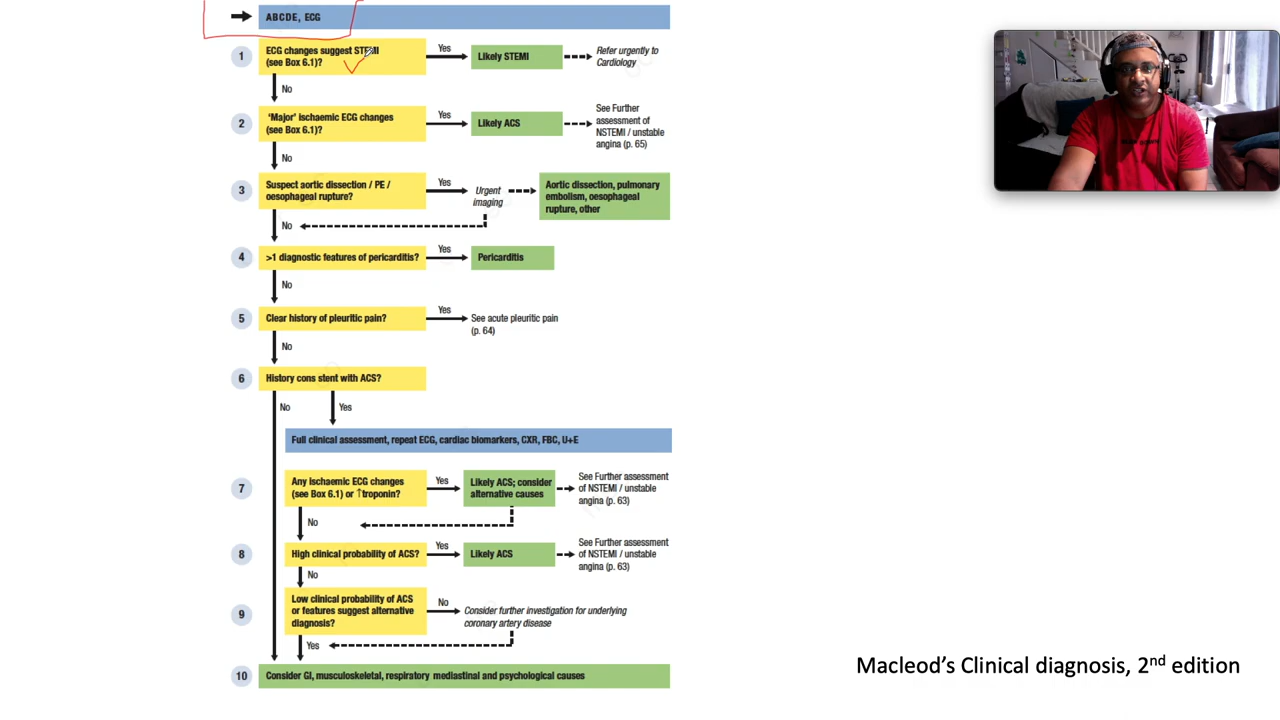 ABCDE, ECG
1
ECG changes suggest STEMI
(see Box 6.1)?
Yes
Likely STEMI
Refer urgently to
Cardiology
No
2
‘Major’ ischaemic ECG changes
(see Box 6.1)?
Yes
Likely ACS
See Further
assessment of
NSTEMI / unstable
angina (p. 65)
No
3
Suspect aortic dissection / PE /
oesophageal rupture?
Yes
Urgent
imaging
Aortic dissection, pulmonary
embolism, oesophageal
rupture, other
No
4
>1 diagnostic features of pericarditis?
Yes
Pericarditis
No
5
Clear history of pleuritic pain?
Yes
See acute pleuritic pain
(p. 64)
No
6
History cons stent with ACS?
No
Yes
Full clinical assessment, repeat ECG, cardiac biomarkers, CXR, FBC, U+E
7
Any ischaemic ECG changes
(see Box 6.1) or ↑troponin?
Yes
Likely ACS; consider
alternative causes
See Further assessment
of NSTEMI / unstable
angina (p. 63)
No
8
High clinical probability of ACS?
Yes
Likely ACS
See Further assessment
of NSTEMI / unstable
angina (p. 63)
No
9
Low clinical probability of ACS
or features suggest alternative
diagnosis?
No
Consider further investigation for underlying
coronary artery disease
Yes
10
Consider GI, musculoskeletal, respiratory mediastinal and psychological causes
Macleod’s Clinical diagnosis, 2nd edition